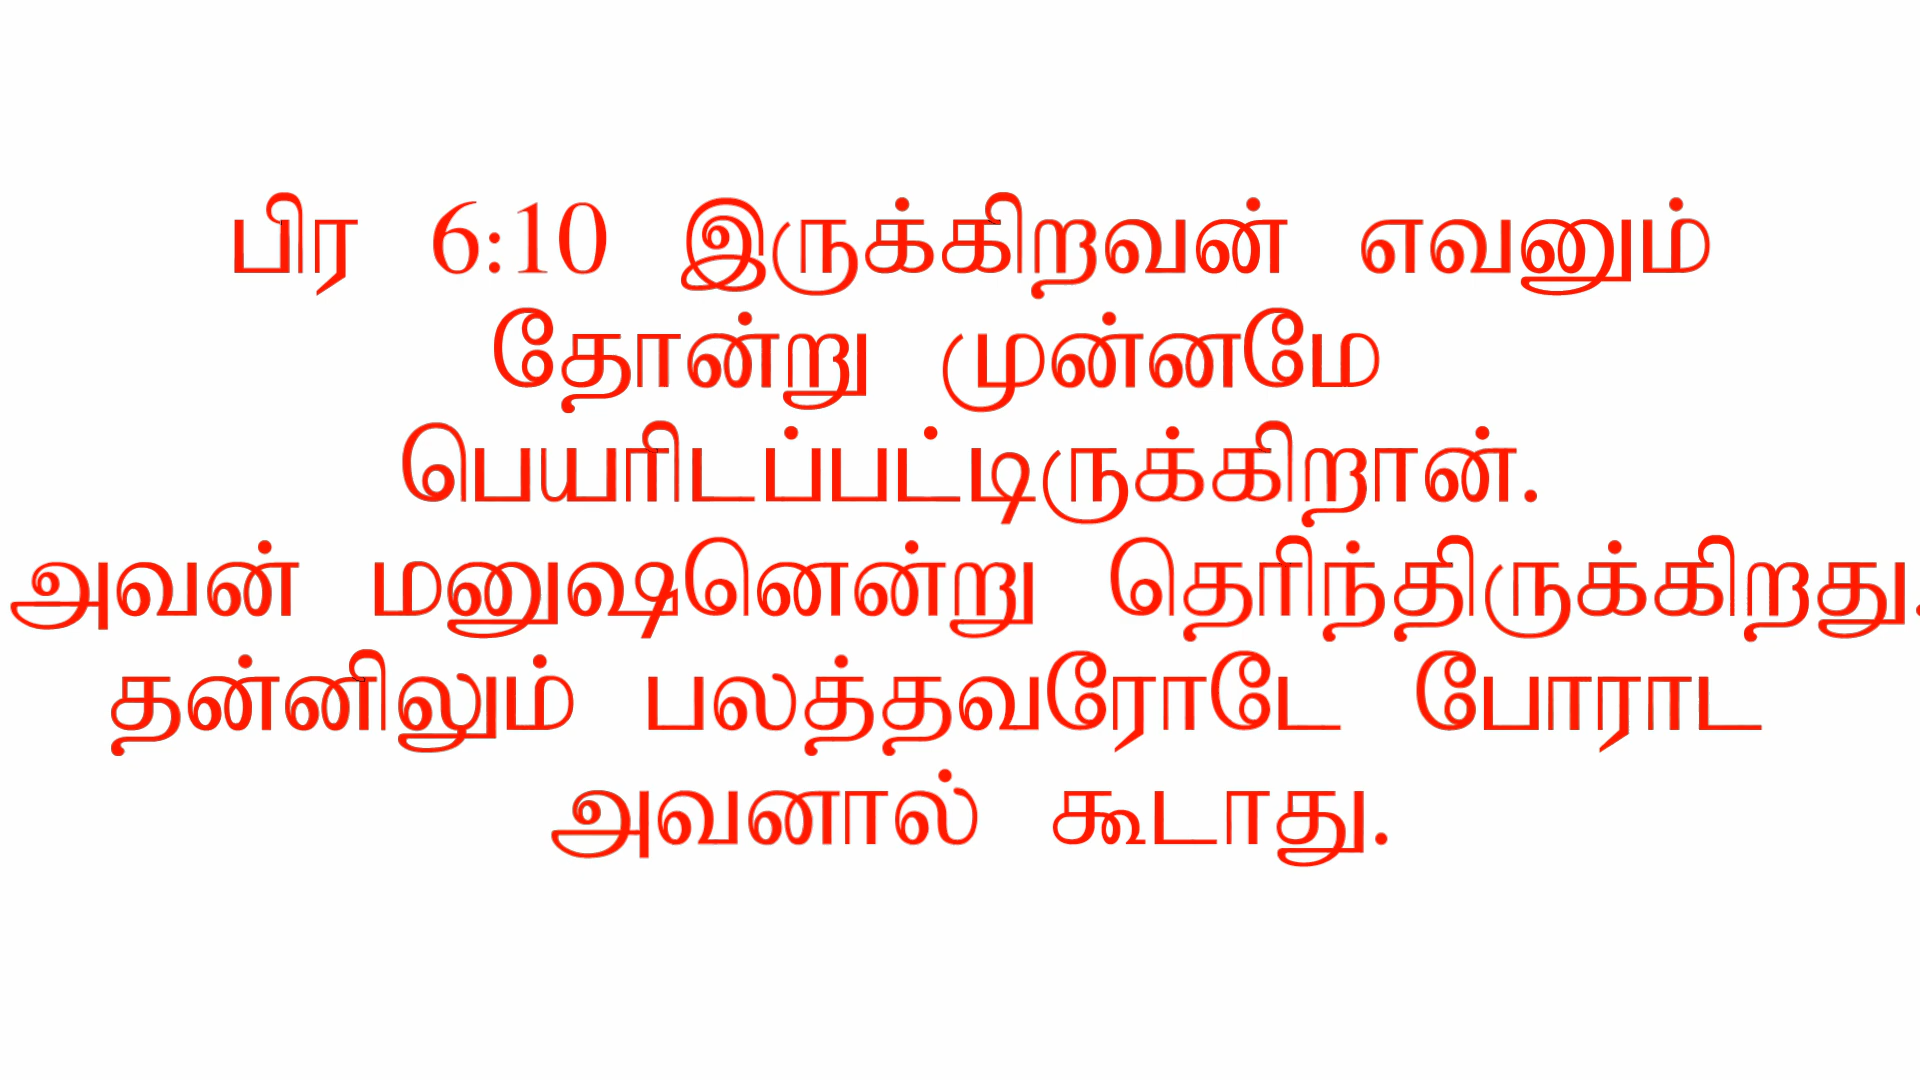 பிர 6:10 இருக்கிறவன் எவனும்
தோன்று முன்னமே
பெயரிடப்பட்டிருக்கிறான்.
அவன் மனுஷனென்று தெரிந்திருக்கிறது.
தன்னிலும் பலத்தவரோடே போராட
அவனால் கூடாது.